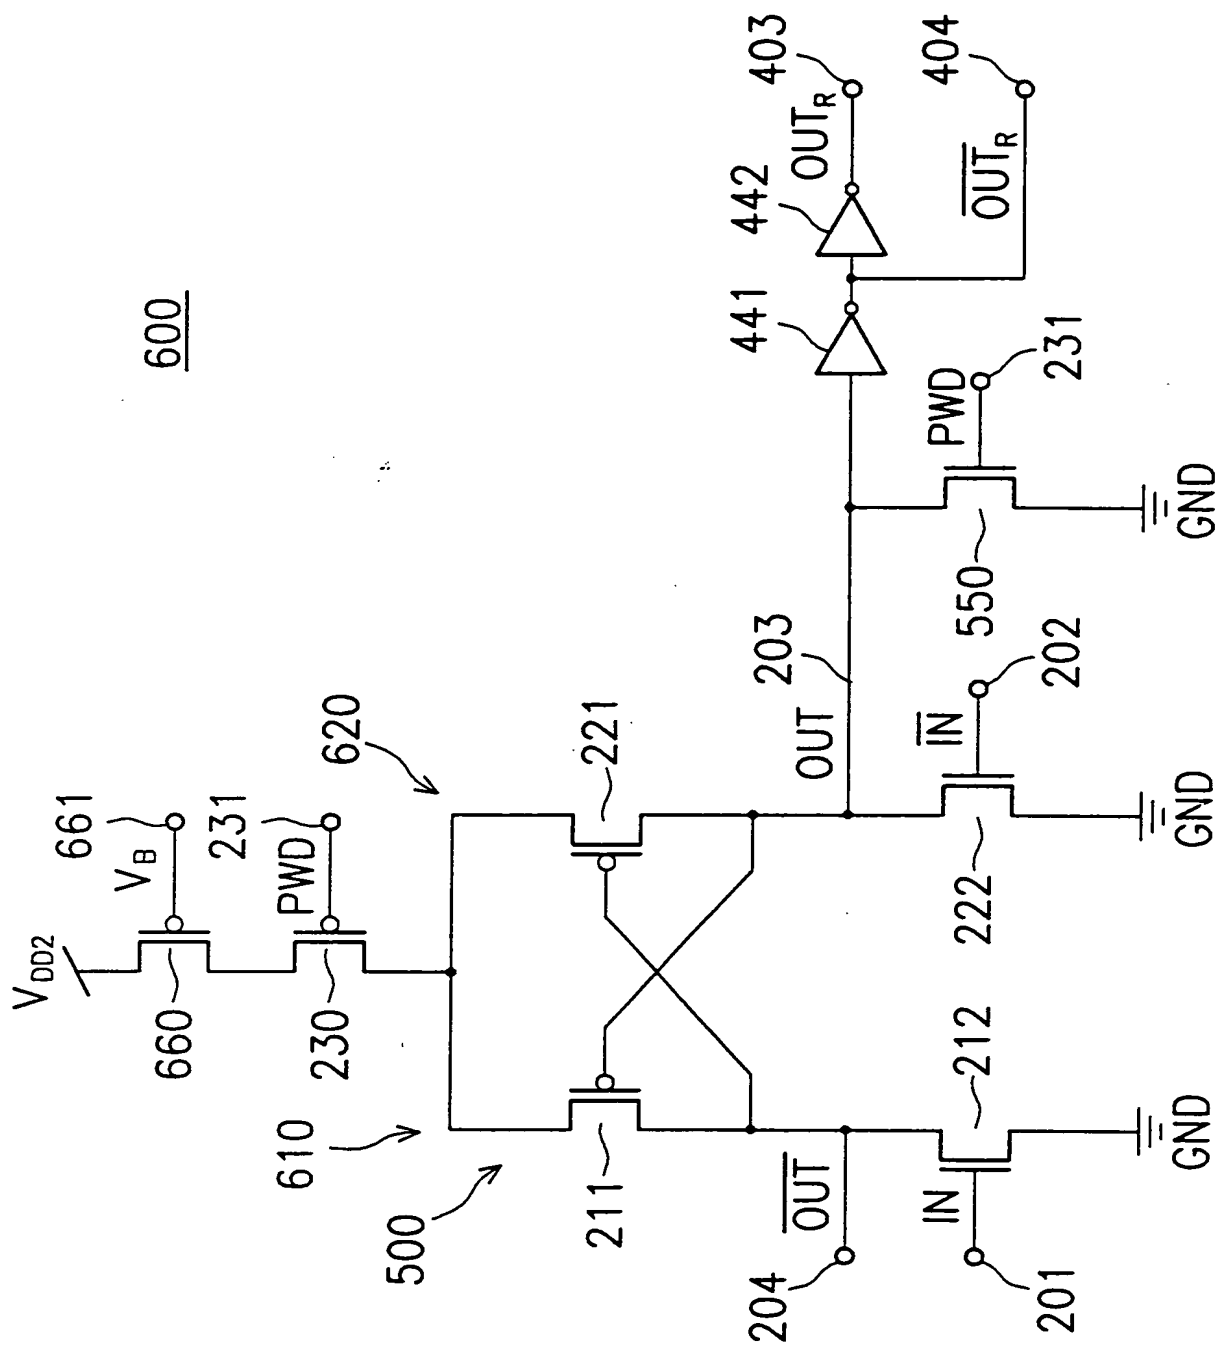 600
V_DD2
V_B
661
660
PWD
231
230
610
620
500
211
221
OUT
203
441
442
OUT_R
403
O̅U̅T̅_R
404
O̅U̅T̅
204
IN
201
212
GND
I̅N̅
202
222
GND
PWD
231
550
GND